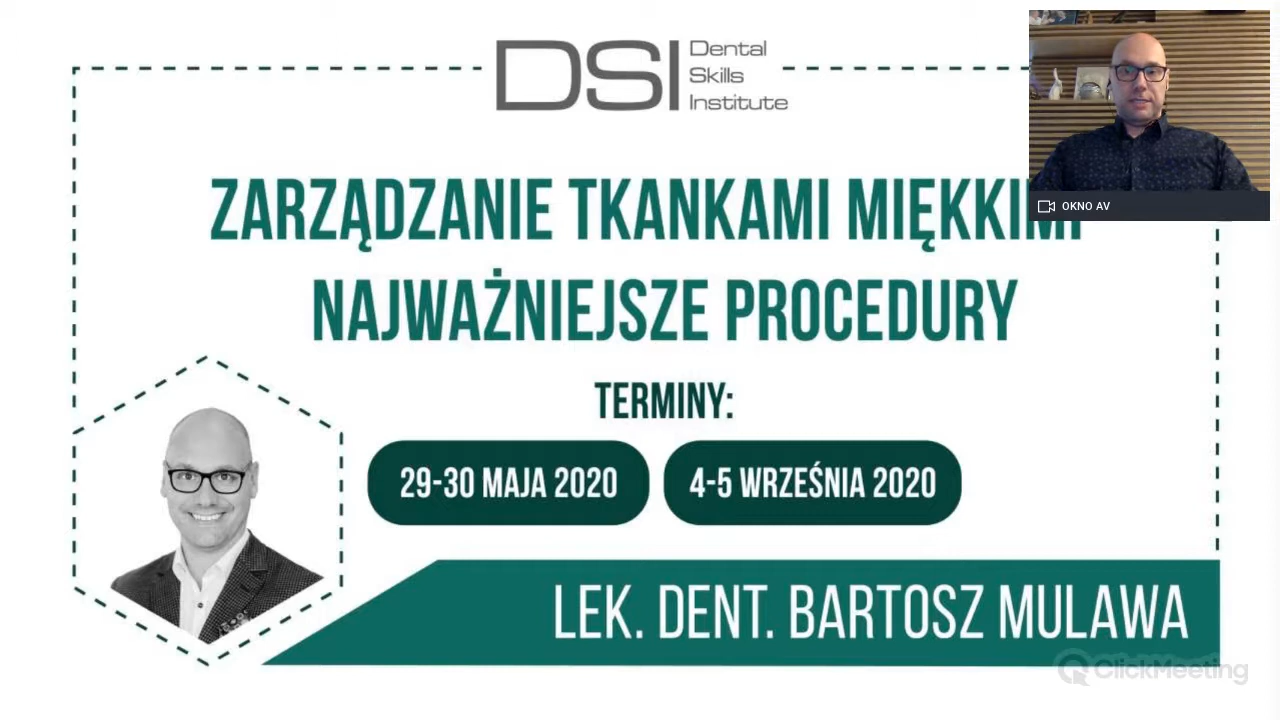 DSI
Dental
Skills
Institute
OKNO AV
ZARZĄDZANIE TKANKAMI MIĘKKIMI
NAJWAŻNIEJSZE PROCEDURY
TERMINY:
29-30 MAJA 2020
4-5 WRZEŚNIA 2020
LEK. DENT. BARTOSZ MULAWA
ClickMeeting